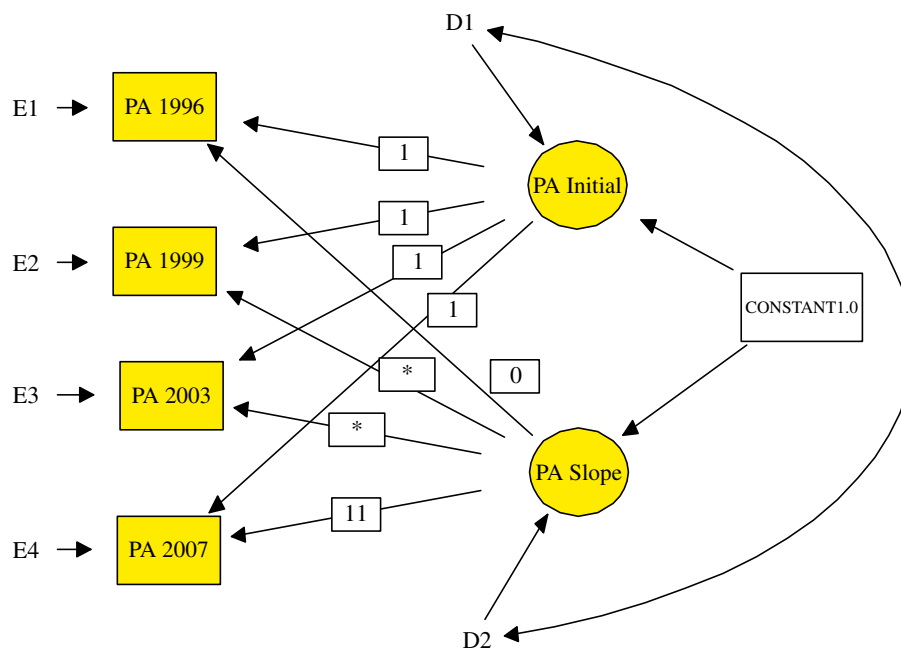 D1
E1
PA 1996
1
PA Initial
1
E2
PA 1999
1
1
CONSTANT1.0
*
0
E3
PA 2003
*
PA Slope
11
E4
PA 2007
D2